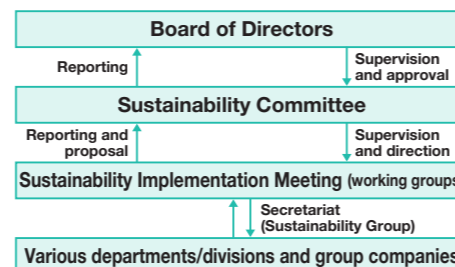 Board of Directors
Reporting
Supervision
and approval
Sustainability Committee
Reporting and
proposal
Supervision
and direction
Sustainability Implementation Meeting (working groups
Secretariat
(Sustainability Group)
Various departments/divisions and group companies